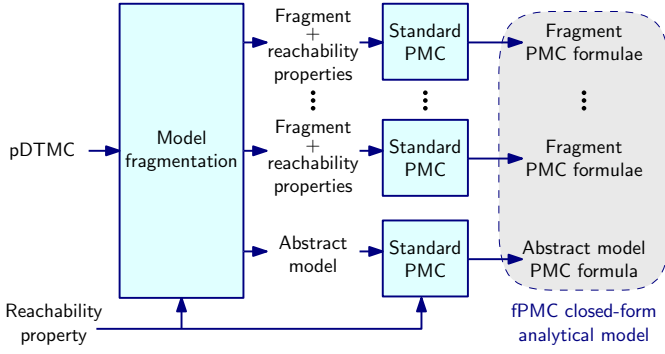 Fragment
+
reachability
properties
Standard
PMC
Fragment
PMC formulae
pDTMC
Model
fragmentation
Fragment
+
reachability
properties
Standard
PMC
Fragment
PMC formulae
Abstract
model
Standard
PMC
Abstract model
PMC formula
Reachability
property
fPMC closed-form
analytical model